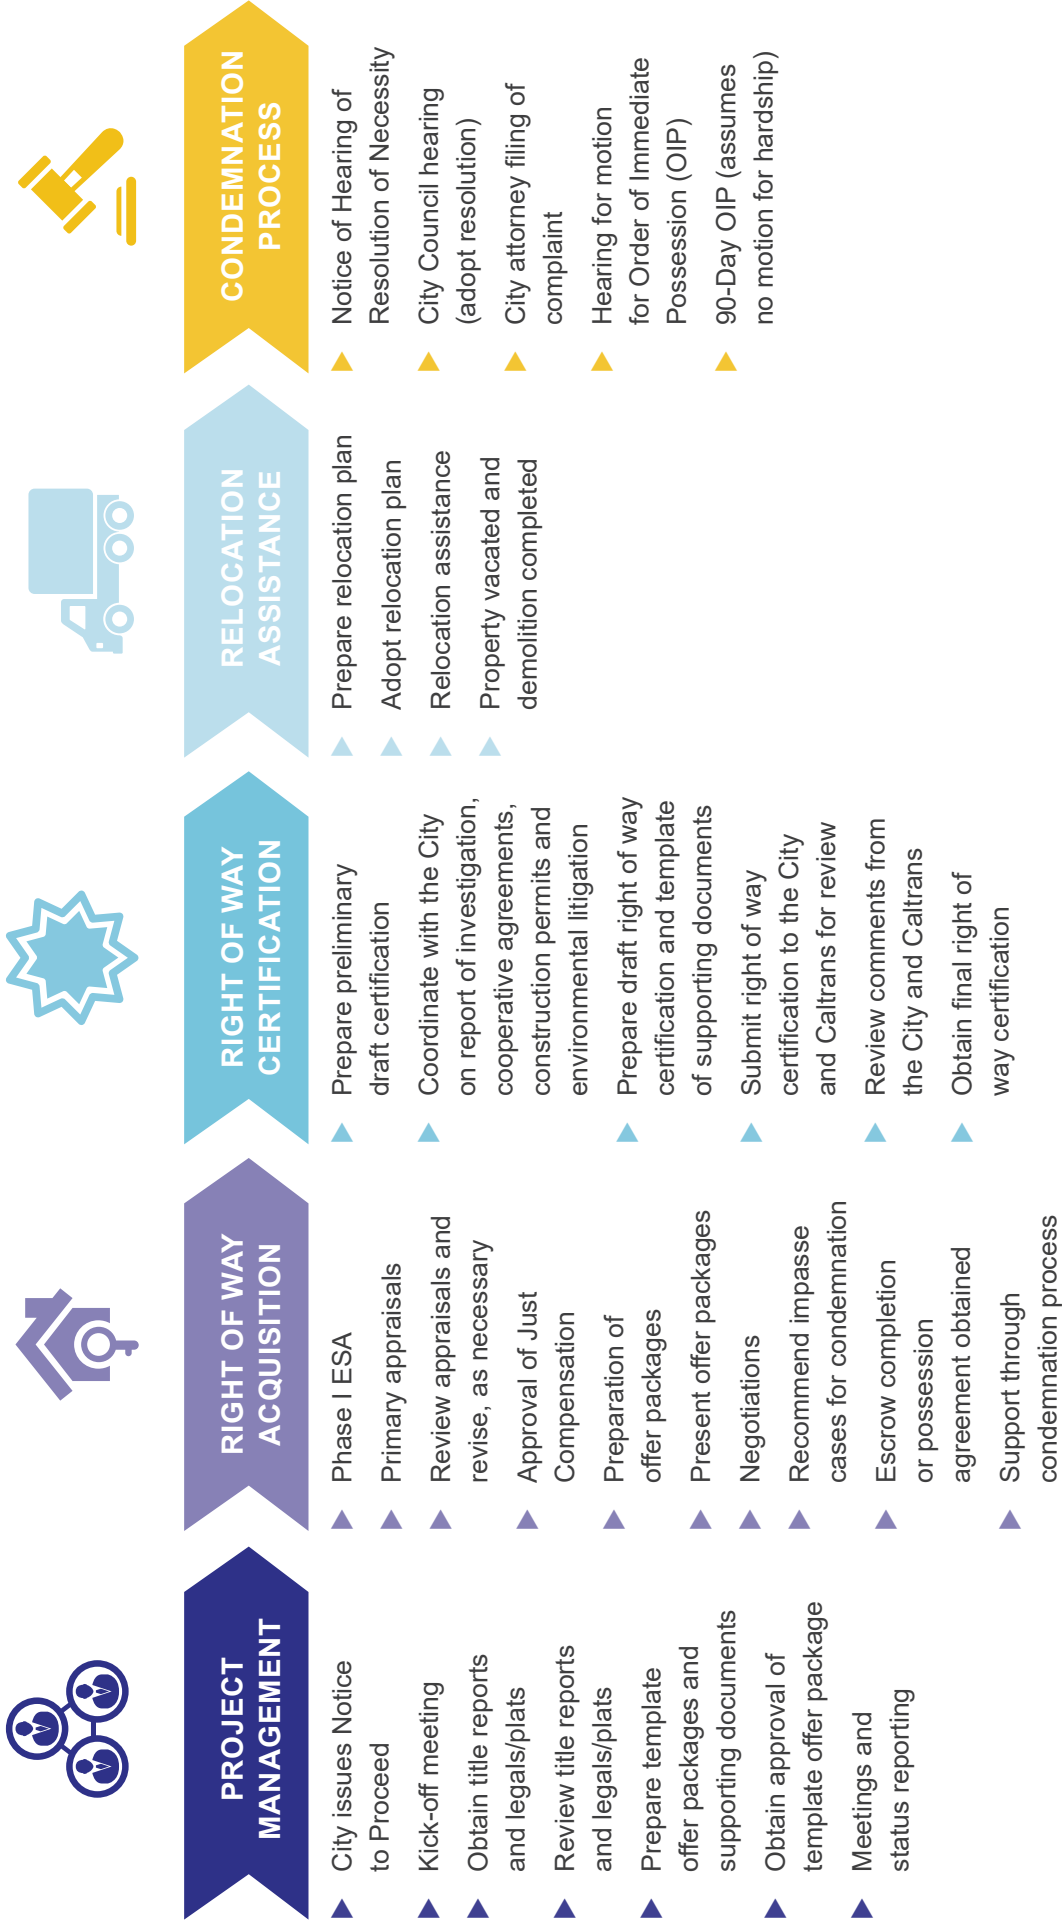 PROJECT
MANAGEMENT
City issues Notice
to Proceed
Kick-off meeting
Obtain title reports
and legals/plats
Review title reports
and legals/plats
Prepare template
offer packages and
supporting documents
Obtain approval of
template offer package
Meetings and
status reporting
RIGHT OF WAY
ACQUISITION
Phase I ESA
Primary appraisals
Review appraisals and
revise, as necessary
Approval of Just
Compensation
Preparation of
offer packages
Present offer packages
Negotiations
Recommend impasse
cases for condemnation
Escrow completion
or possession
agreement obtained
Support through
condemnation process
RIGHT OF WAY
CERTIFICATION
Prepare preliminary
draft certification
Coordinate with the City
on report of investigation,
cooperative agreements,
construction permits and
environmental litigation
Prepare draft right of way
certification and template
of supporting documents
Submit right of way
certification to the City
and Caltrans for review
Review comments from
the City and Caltrans
Obtain final right of
way certification
RELOCATION
ASSISTANCE
Prepare relocation plan
Adopt relocation plan
Relocation assistance
Property vacated and
demolition completed
CONDEMNATION
PROCESS
Notice of Hearing of
Resolution of Necessity
City Council hearing
(adopt resolution)
City attorney filing of
complaint
Hearing for motion
for Order of Immediate
Possession (OIP)
90-Day OIP (assumes
no motion for hardship)